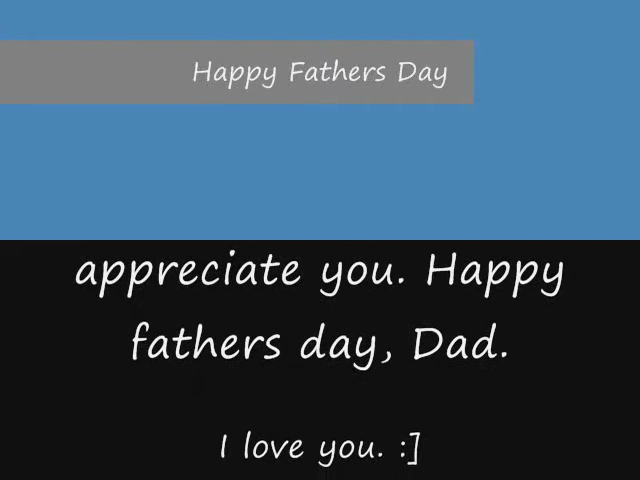 Happy Fathers Day
appreciate you. Happy
fathers day, Dad.
I love you. :]